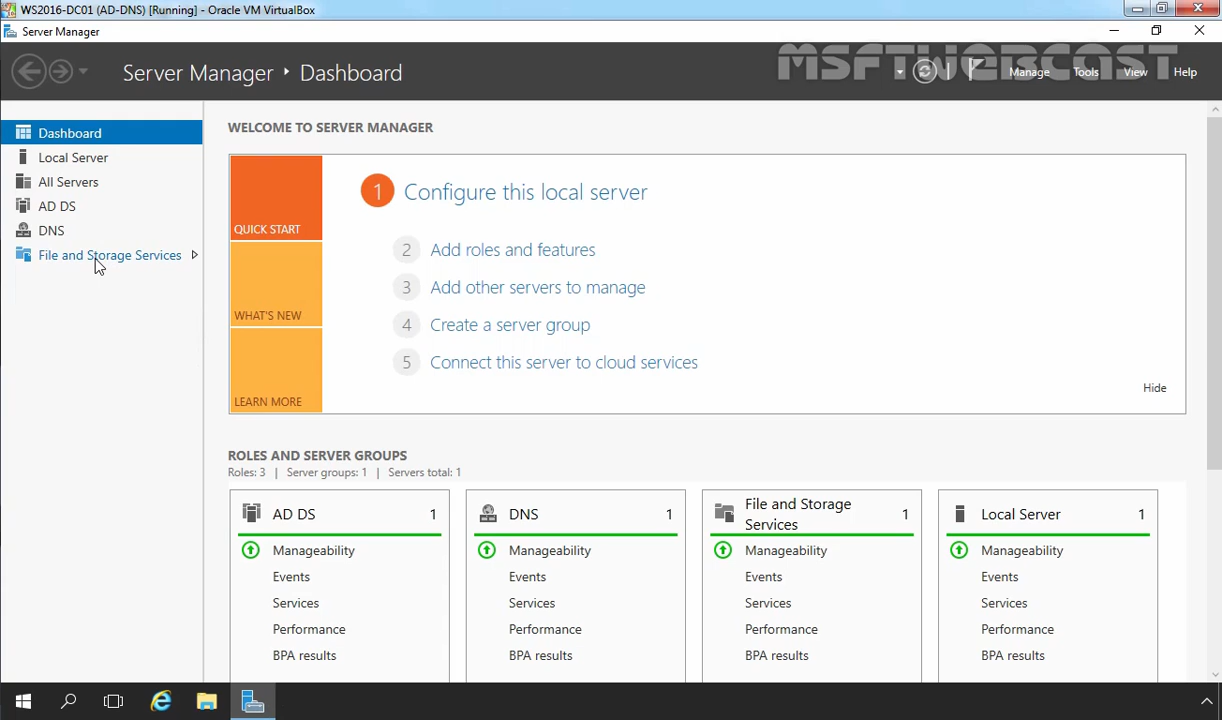 WS2016-DC01 (AD-DNS) [Running] - Oracle VM VirtualBox
Server Manager
Server Manager ‣ Dashboard
MSFTWEBCAST
Manage Tools View Help
Dashboard
Local Server
All Servers
AD DS
DNS
File and Storage Services
WELCOME TO SERVER MANAGER
QUICK START
WHAT'S NEW
LEARN MORE
1 Configure this local server
2 Add roles and features
3 Add other servers to manage
4 Create a server group
5 Connect this server to cloud services
Hide
ROLES AND SERVER GROUPS
Roles: 3 | Server groups: 1 | Servers total: 1
AD DS 1
Manageability
Events
Services
Performance
BPA results
DNS 1
Manageability
Events
Services
Performance
BPA results
File and Storage
Services 1
Manageability
Events
Services
Performance
BPA results
Local Server 1
Manageability
Events
Services
Performance
BPA results